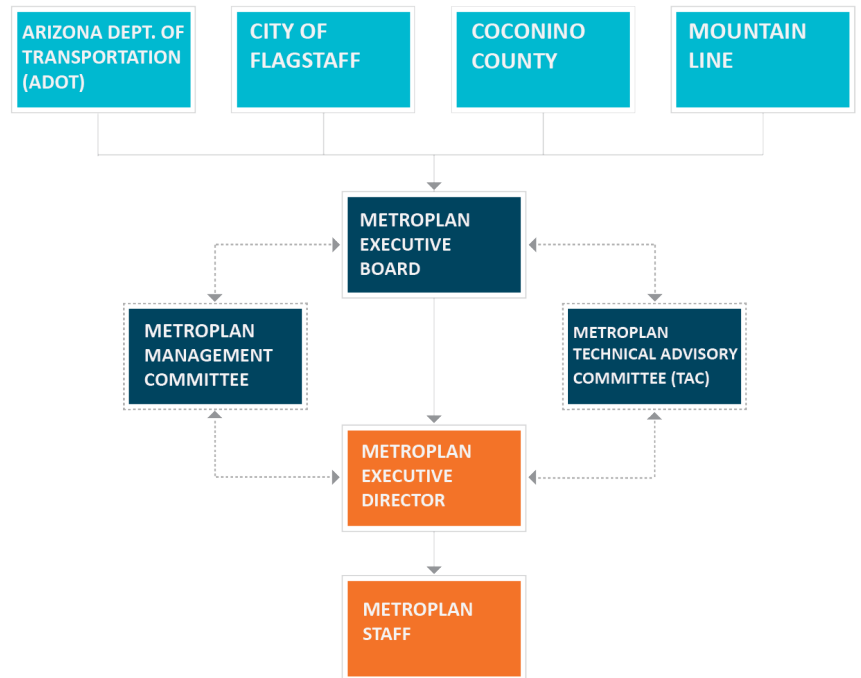 ARIZONA DEPT. OF
TRANSPORTATION
(ADOT)
CITY OF
FLAGSTAFF
COCONINO
COUNTY
MOUNTAIN
LINE
METROPLAN
EXECUTIVE
BOARD
METROPLAN
MANAGEMENT
COMMITTEE
METROPLAN
TECHNICAL ADVISORY
COMMITTEE (TAC)
METROPLAN
EXECUTIVE
DIRECTOR
METROPLAN
STAFF